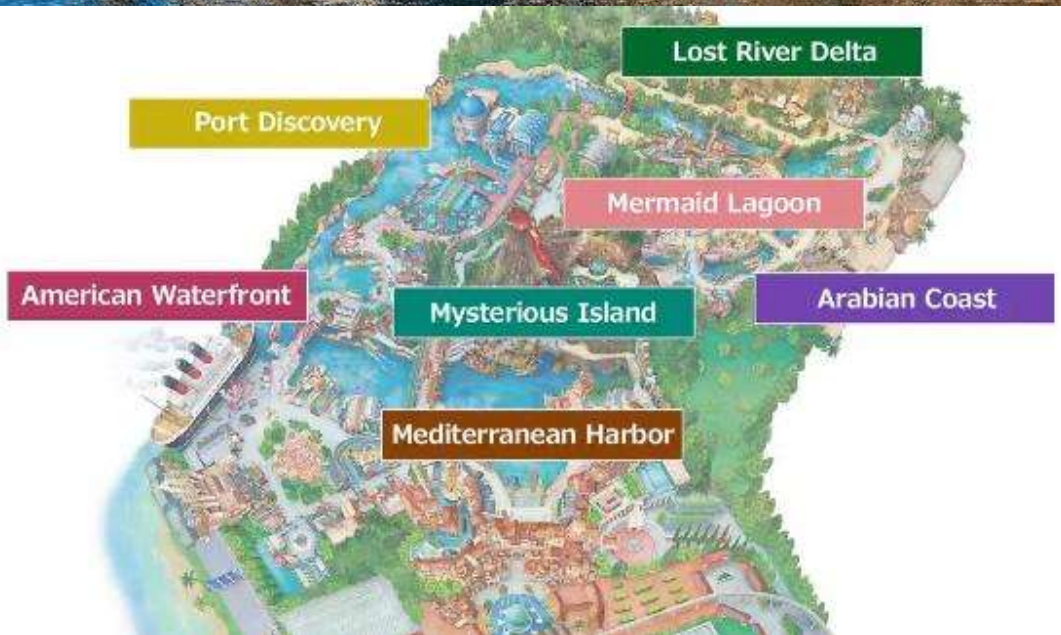 Lost River Delta
Port Discovery
Mermaid Lagoon
American Waterfront
Mysterious Island
Arabian Coast
Mediterranean Harbor